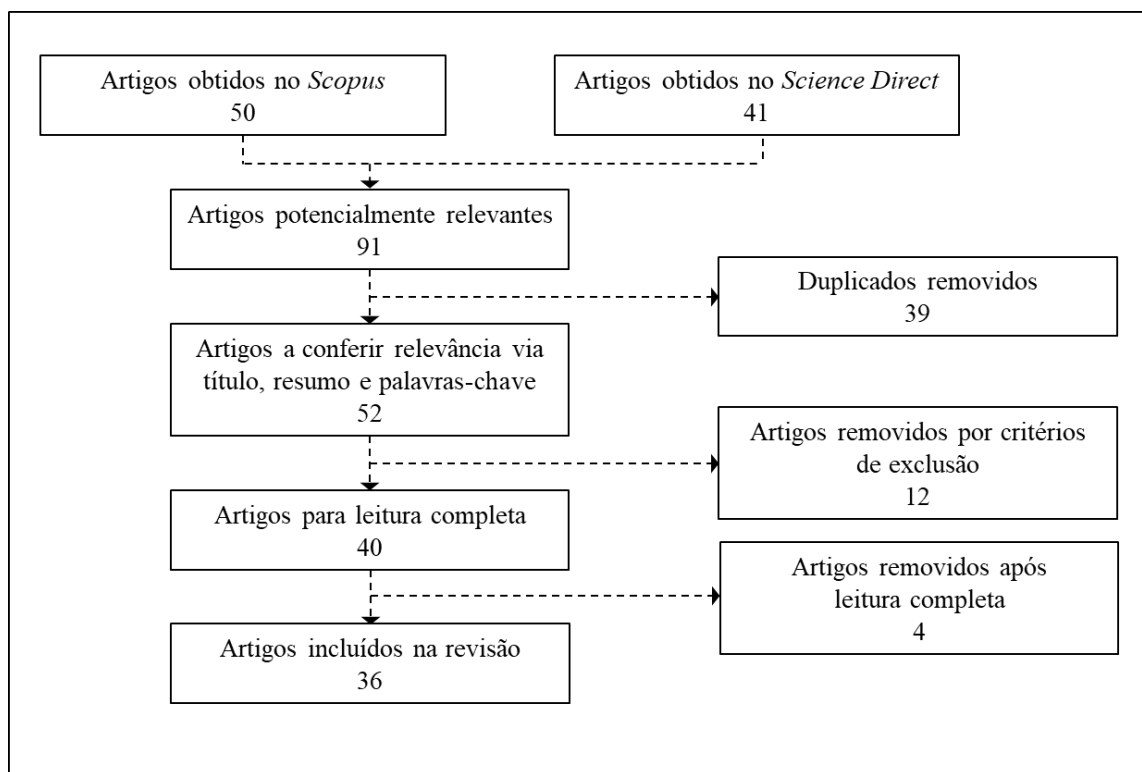 Artigos obtidos no Scopus
50
Artigos obtidos no Science Direct
41
Artigos potencialmente relevantes
91
Duplicados removidos
39
Artigos a conferir relevância via
título, resumo e palavras-chave
52
Artigos removidos por critérios
de exclusão
12
Artigos para leitura completa
40
Artigos removidos após
leitura completa
4
Artigos incluídos na revisão
36